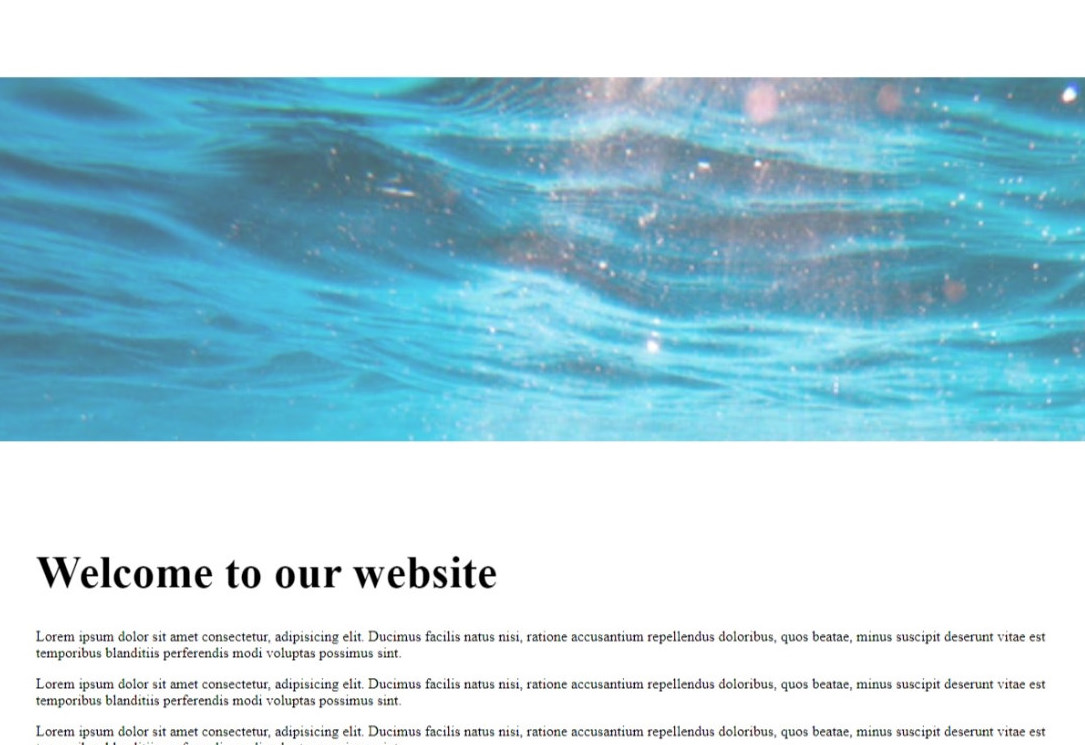 Welcome to our website
Lorem ipsum dolor sit amet consectetur, adipisicing elit. Ducimus facilis natus nisi, ratione accusantium repellendus doloribus, quos beatae, minus suscipit deserunt vitae est
temporibus blanditiis perferendis modi voluptas possimus sint.
Lorem ipsum dolor sit amet consectetur, adipisicing elit. Ducimus facilis natus nisi, ratione accusantium repellendus doloribus, quos beatae, minus suscipit deserunt vitae est
temporibus blanditiis perferendis modi voluptas possimus sint.
Lorem ipsum dolor sit amet consectetur, adipisicing elit. Ducimus facilis natus nisi, ratione accusantium repellendus doloribus, quos beatae, minus suscipit deserunt vitae est